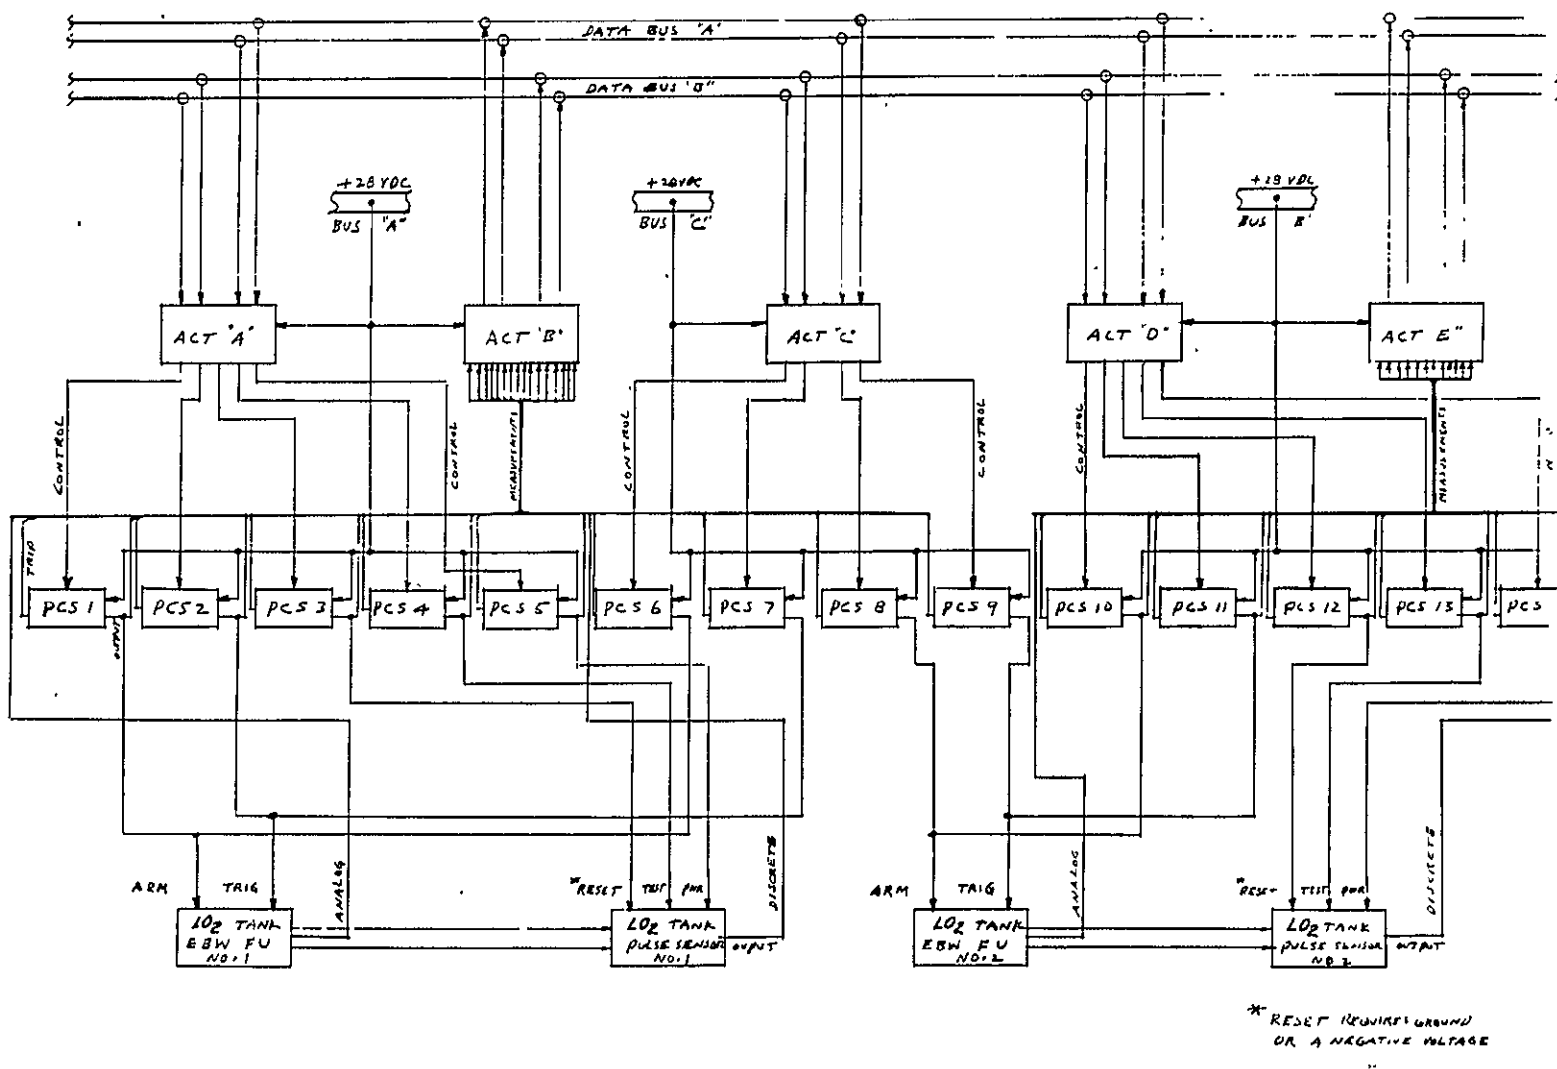 DATA BUS "A"
DATA BUS "B"
+28 VDC
BUS "A"
+28 VDC
BUS "C"
+28 VDC
BUS B'
ACT "A"
ACT "B"
ACT "C"
ACT "D"
ACT E"
CONTROL
CONTROL
MEASUREMENTS
CONTROL
CONTROL
CONTROL
MEASUREMENTS
TRIP
PCS 1
PCS 2
PCS 3
PCS 4
PCS 5
PCS 6
PCS 7
PCS 8
PCS 9
PCS 10
PCS 11
PCS 12
PCS 13
PCS
OUTPUT
ARM
TRIG
ANALOG
*RESET
TEST
PWR
DISCRETE
ARM
TRIG
ANALOG
*RESET
TEST
PWR
DISCRETE
LO2 TANK
EBW FU
NO. 1
LO2 TANK
PULSE SENSOR
NO. 1
OUTPUT
LO2 TANK
EBW FU
NO. 2
LO2 TANK
PULSE SENSOR
NO 2
OUTPUT
* RESET REQUIRES GROUND
OR A NEGATIVE VOLTAGE